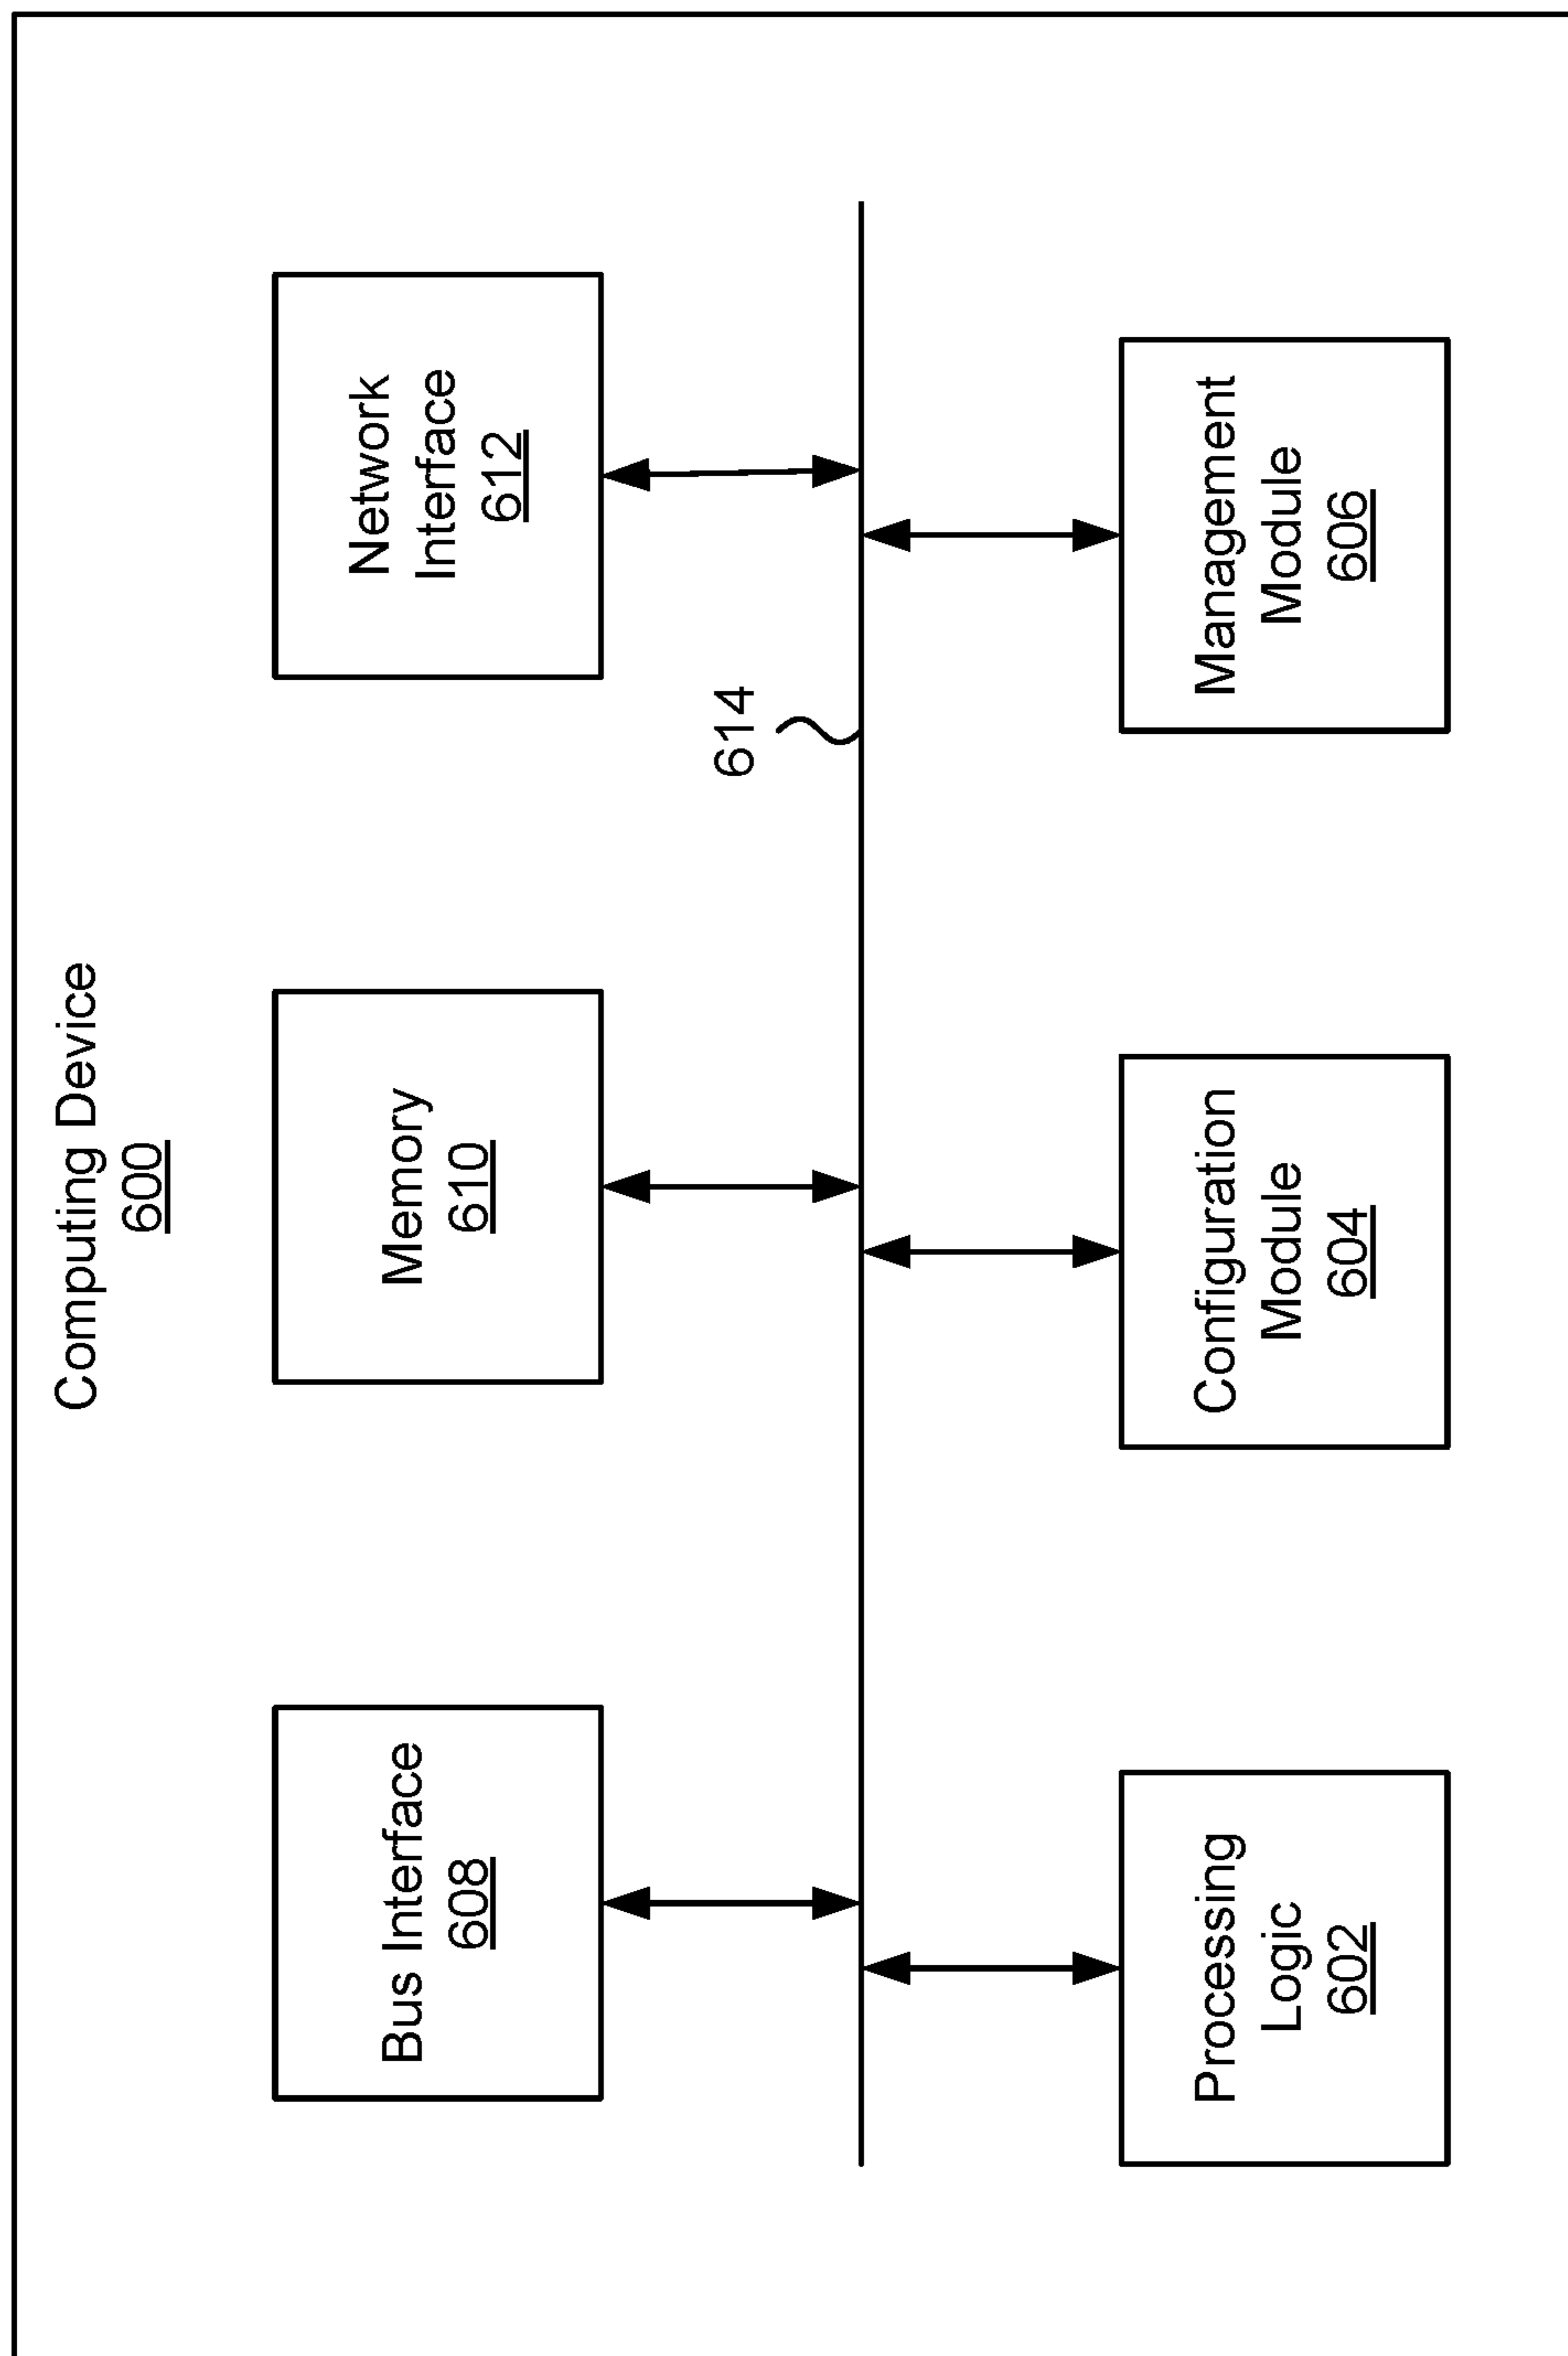 Computing Device
600
Bus Interface
608
Memory
610
Network
Interface
612
614
Processing
Logic
602
Configuration
Module
604
Management
Module
606